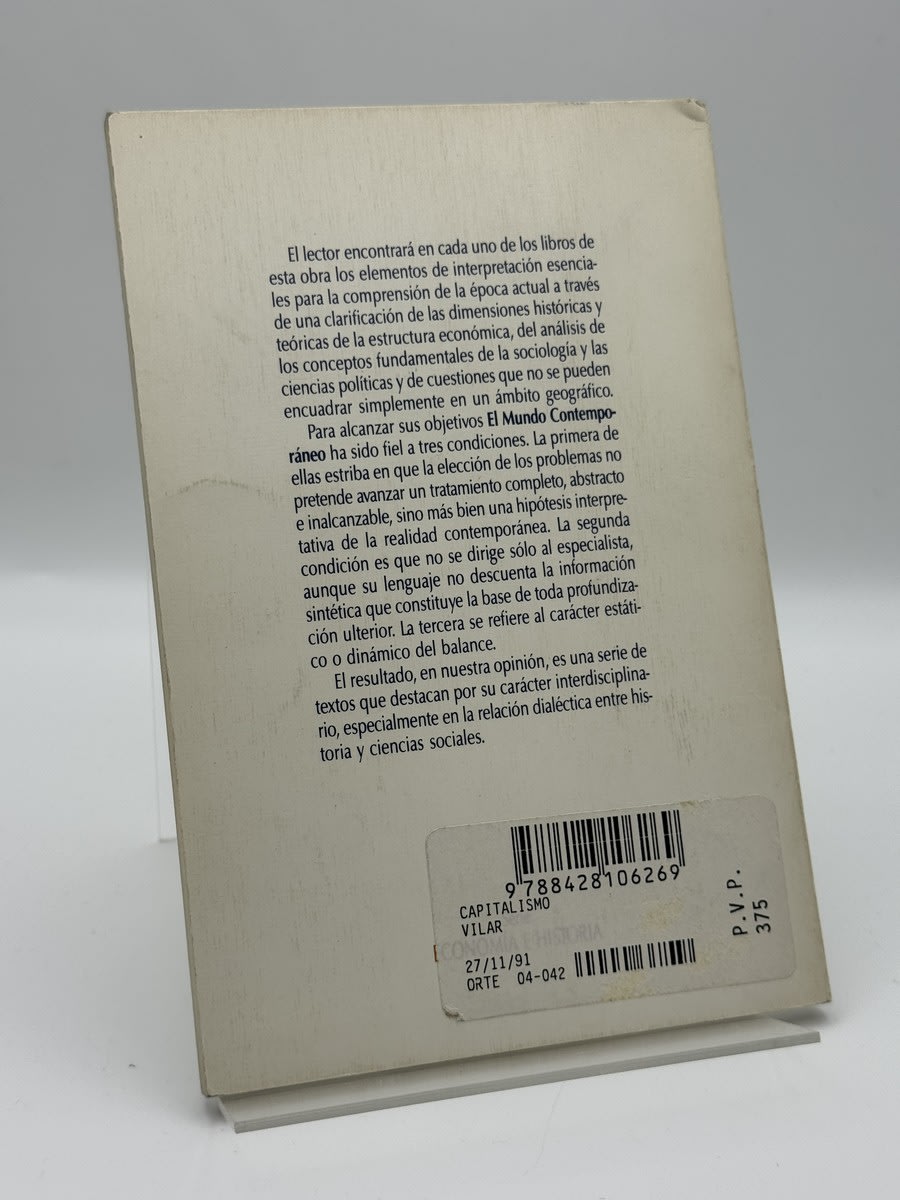 El lector encontrará en cada uno de los libros de
esta obra los elementos de interpretación esencia-
les para la comprensión de la época actual a través
de una clarificación de las dimensiones históricas y
teóricas de la estructura económica, del análisis de
los conceptos fundamentales de la sociología y las
ciencias políticas y de cuestiones que no se pueden
encuadrar simplemente en un ámbito geográfico.
Para alcanzar sus objetivos El Mundo Contempo-
ráneo ha sido fiel a tres condiciones. La primera de
ellas estriba en que la elección de los problemas no
pretende avanzar un tratamiento completo, abstracto
e inalcanzable, sino más bien una hipótesis interpre-
tativa de la realidad contemporánea. La segunda
condición es que no se dirige sólo al especialista,
aunque su lenguaje no descuenta la información
sintética que constituye la base de toda profundiza-
ción ulterior. La tercera se refiere al carácter estáti-
co o dinámico del balance.
El resultado, en nuestra opinión, es una serie de
textos que destacan por su carácter interdisciplina-
rio, especialmente en la relación dialéctica entre his-
toria y ciencias sociales.
9 788428 106269
CAPITALISMO
VILAR
ECONOMÍA E HISTORIA
27/11/91
ORTE 04-042
P.V.P.
375